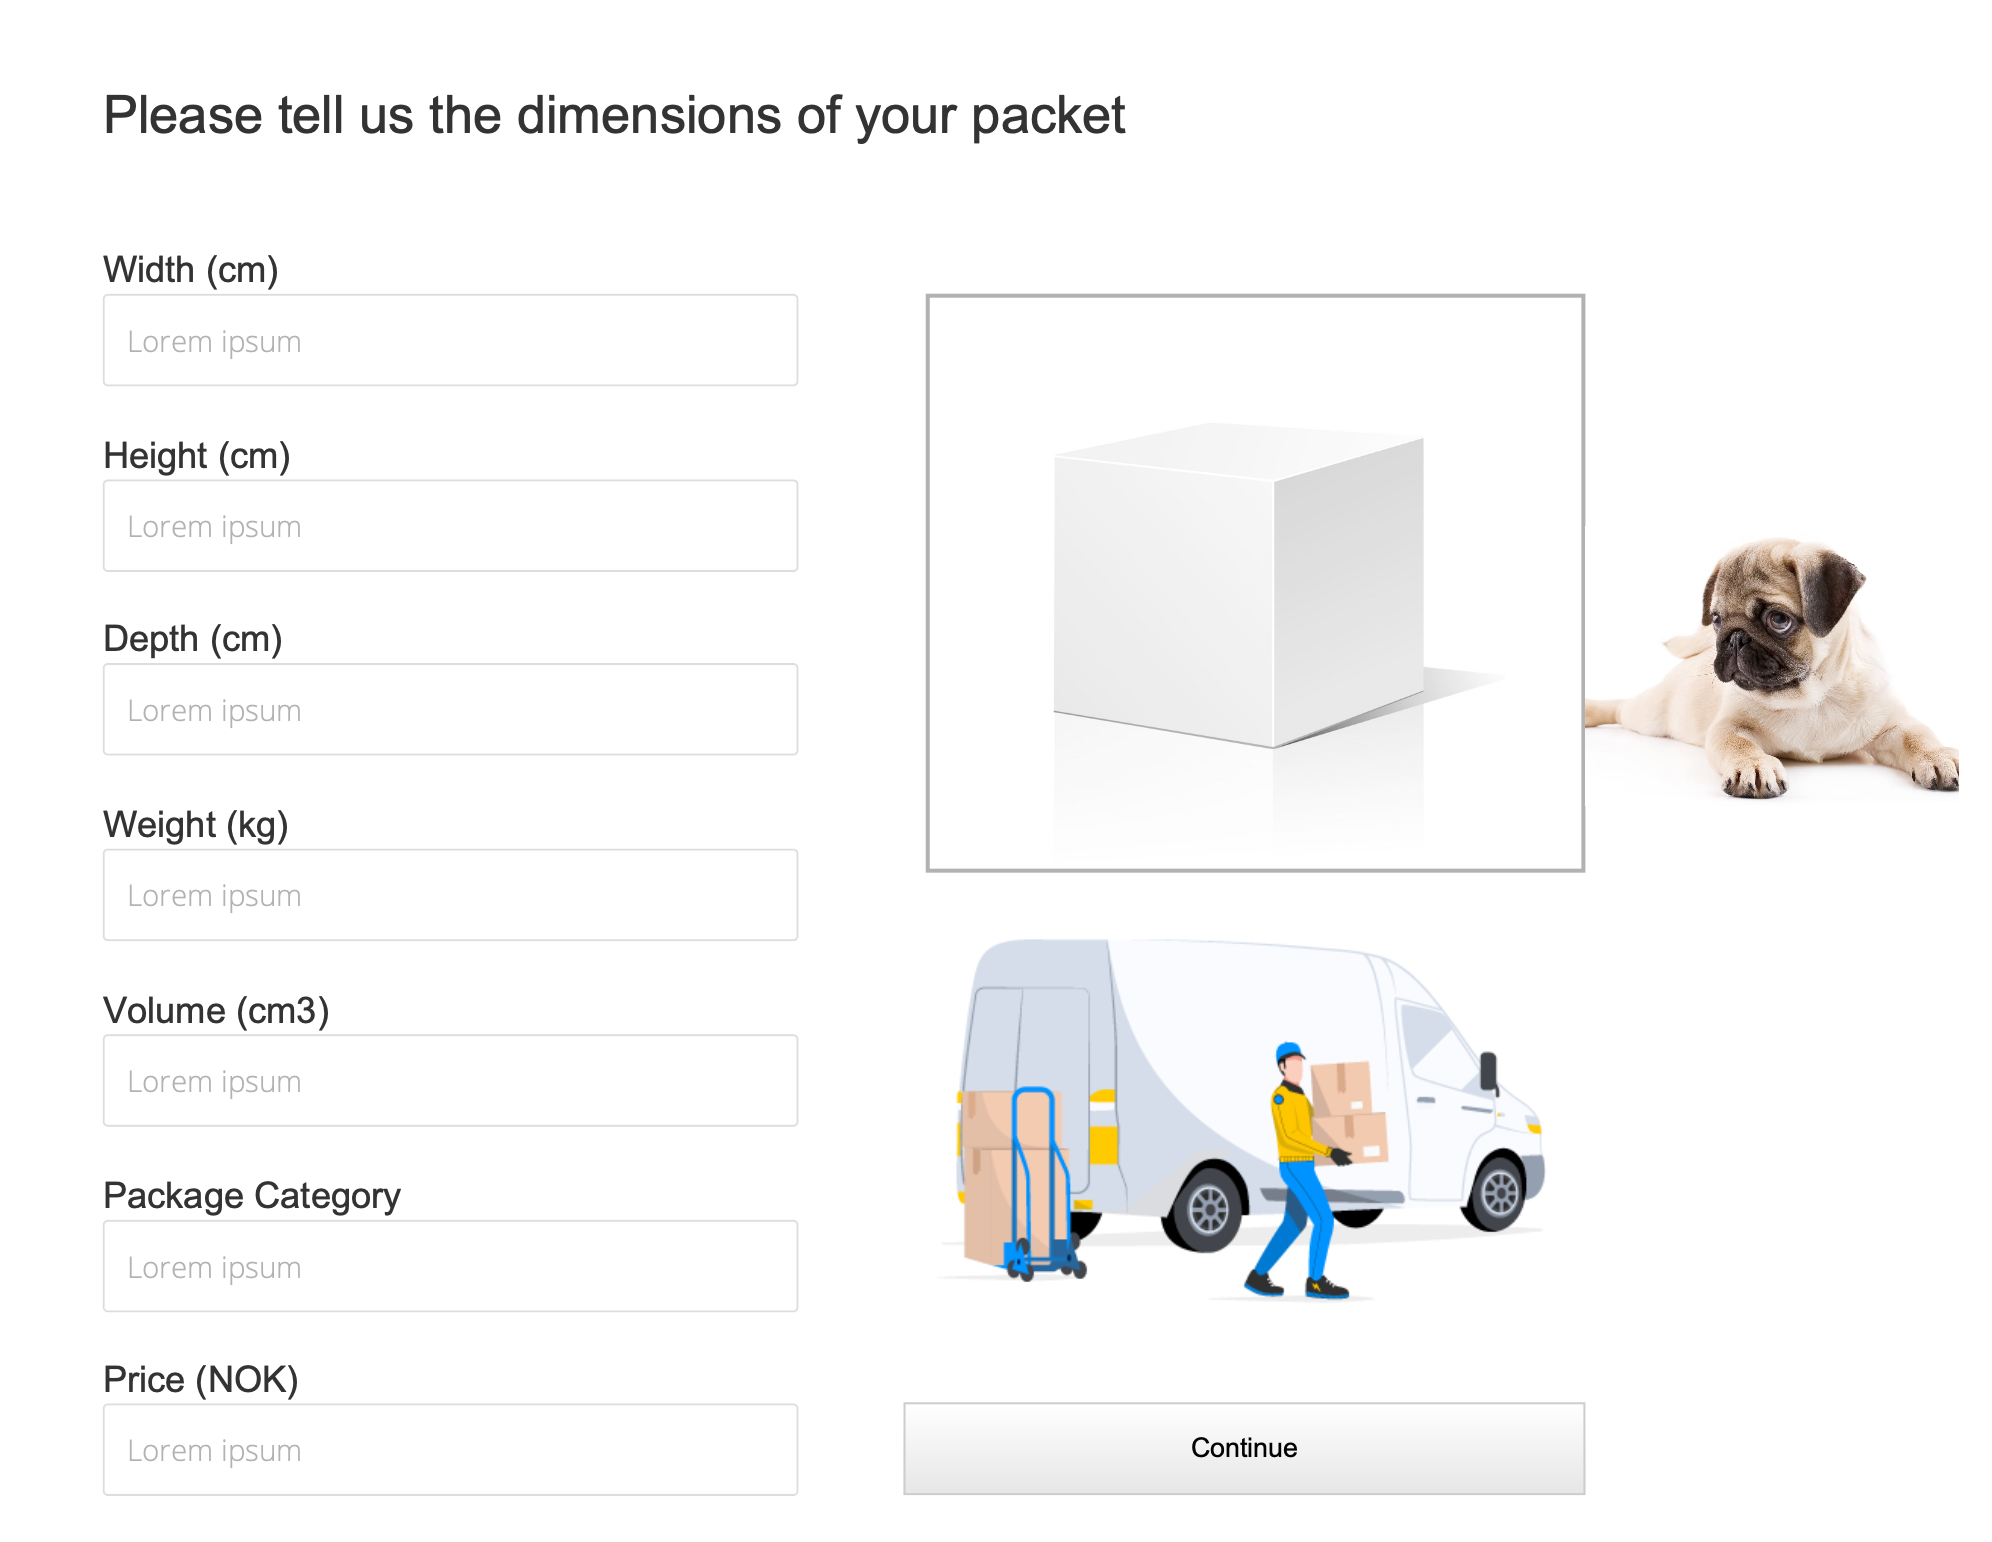 Please tell us the dimensions of your packet
Width (cm)
Lorem ipsum
Height (cm)
Lorem ipsum
Depth (cm)
Lorem ipsum
Weight (kg)
Lorem ipsum
Volume (cm3)
Lorem ipsum
Package Category
Lorem ipsum
Price (NOK)
Lorem ipsum
Continue